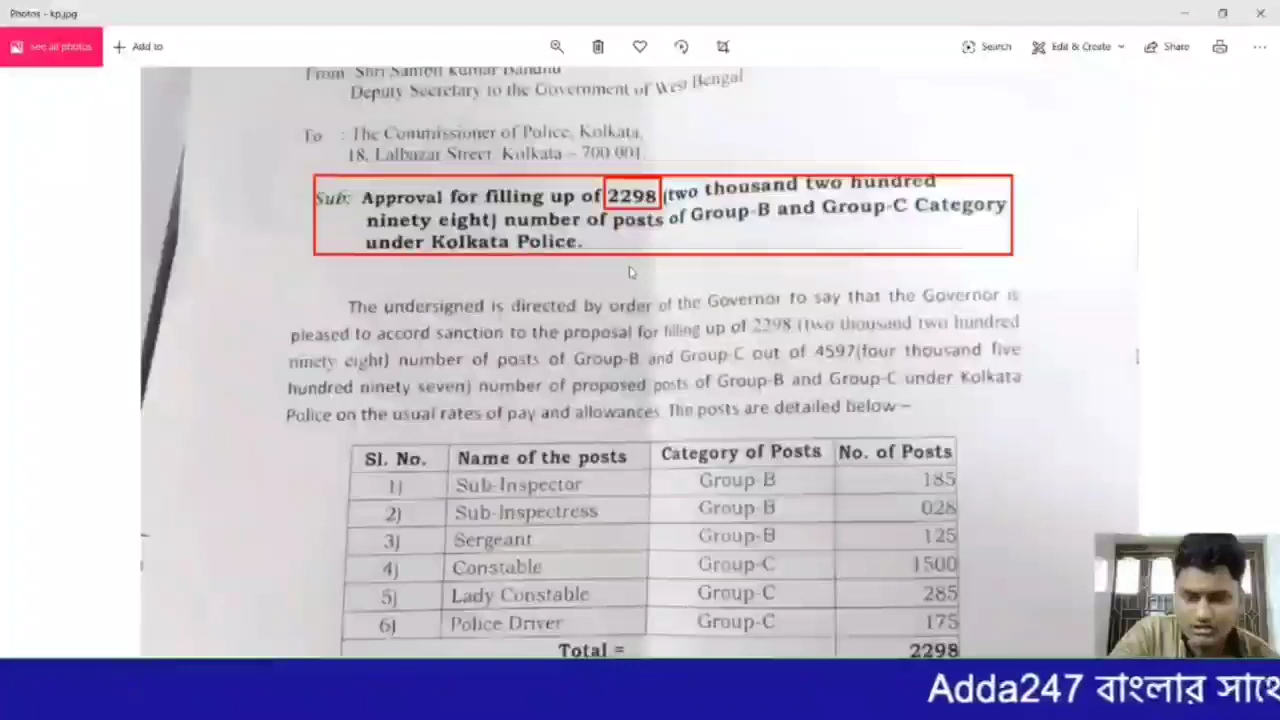 Photos - kp.jpg
See all photos
Add to
Search
Edit & Create
Share
From Shri Kumar
Deputy Secretary to the Government of West Bengal
To : The Commissioner of Police, Kolkata,
18, Lalbazar Street, Kolkata – 700 001.
Sub: Approval for filling up of 2298 (two thousand two hundred
ninety eight) number of posts of Group-B and Group-C Category
under Kolkata Police.
The undersigned is directed by order of the Governor to say that the Governor is
pleased to accord sanction to the proposal for filling up of 2298 (two thousand two hundred
ninety eight) number of posts of Group-B and Group-C out of 4597(four thousand five
hundred ninety seven) number of proposed posts of Group-B and Group-C under Kolkata
Police on the usual rates of pay and allowances. The posts are detailed below –
Sl. No. Name of the posts Category of Posts No. of Posts
1) Sub-Inspector Group-B 185
2) Sub-Inspectress Group-B 028
3) Sergeant Group-B 125
4) Constable Group-C 1500
5) Lady Constable Group-C 285
6) Police Driver Group-C 175
Total = 2298
Adda247 বাংলার সাথে